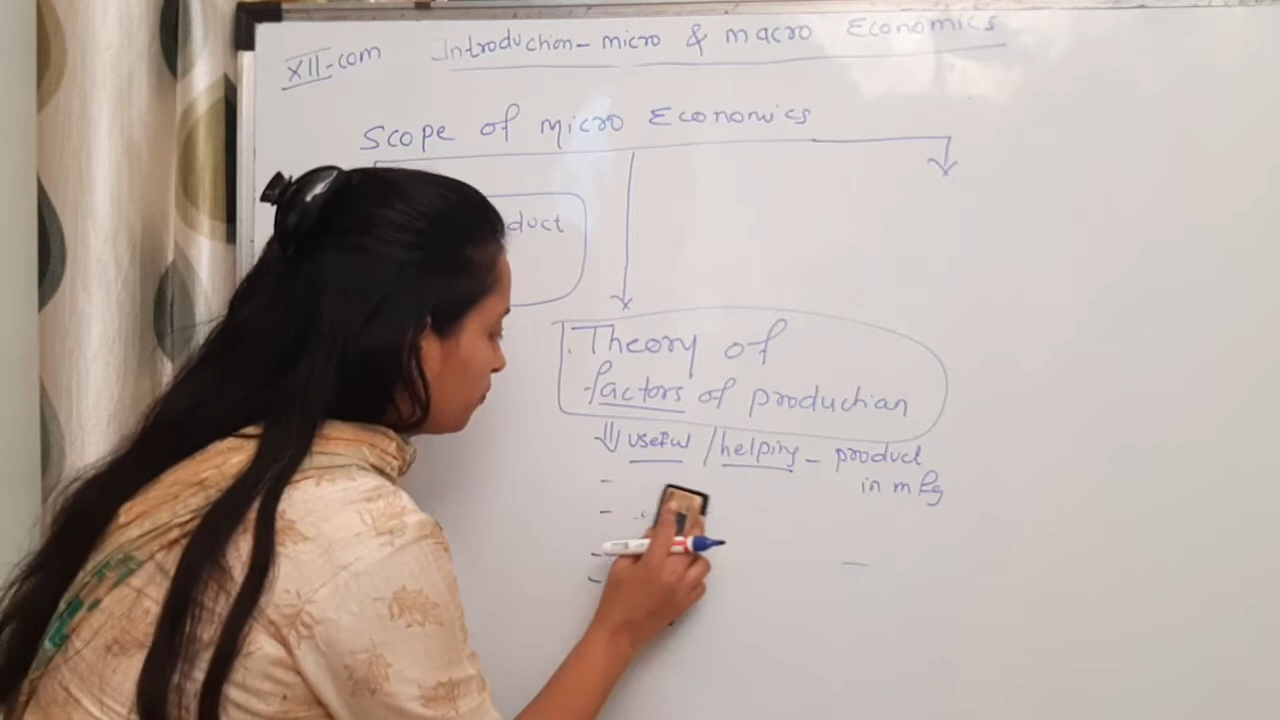 XII-com Introduction- micro & macro Economics
Scope of micro Economics
duct
Theory of
factors of production
useful / helping - product
in mfg